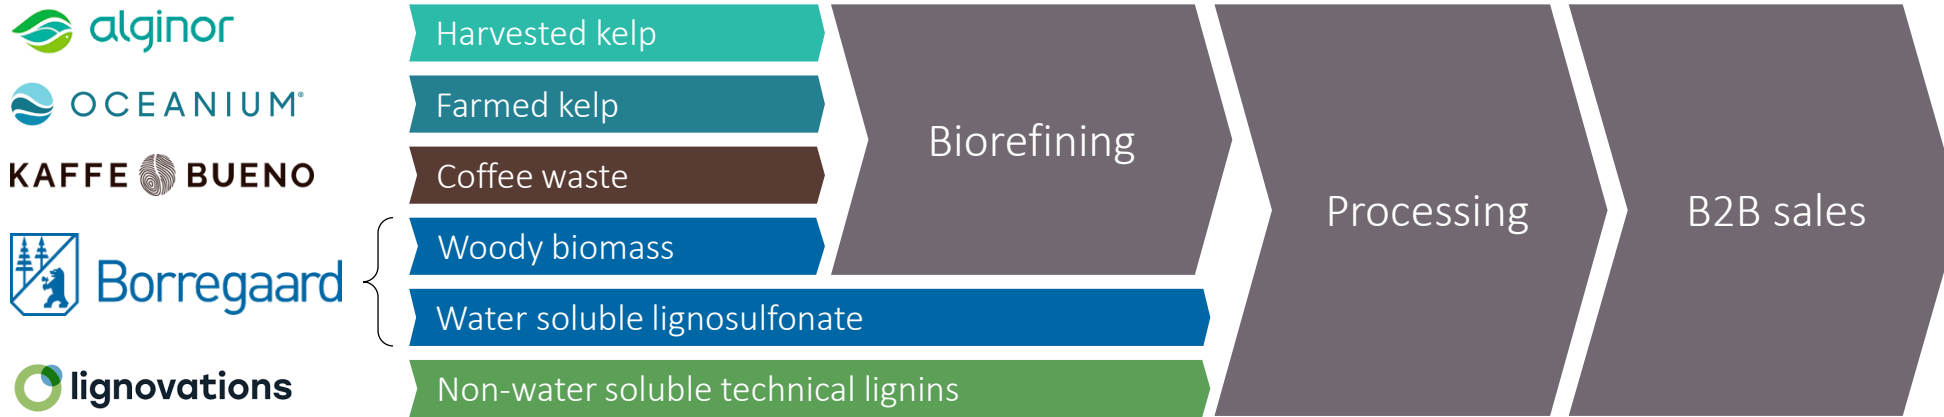 alginor
Harvested kelp
OCEANIUM®
Farmed kelp
KAFFE BUENO
Coffee waste
Biorefining
Borregaard
Woody biomass
Water soluble lignosulfonate
Processing
B2B sales
lignovations
Non-water soluble technical lignins